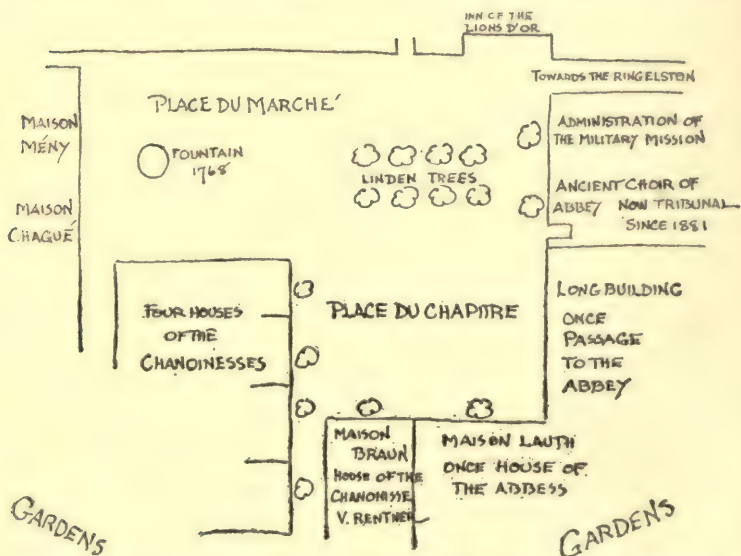 INN OF THE
LIONS D'OR
TOWARDS THE RINGELSTON
PLACE DU MARCHÉ
MAISON
MÉNY
FOUNTAIN
1768
LINDEN TREES
ADMINISTRATION OF
THE MILITARY MISSION
MAISON
CHAGUÉ
ANCIENT CHOIR OF
ABBEY NOW TRIBUNAL
SINCE 1881
FOUR HOUSES
OF THE
CHANOINESSES
PLACE DU CHAPITRE
LONG BUILDING
ONCE
PASSAGE
TO THE
ABBEY
MAISON
BRAUN
HOUSE OF THE
CHANOINSSE
V. RENTNER
MAISON LAUTH
ONCE HOUSE OF
THE ABBESS
GARDENS
GARDENS